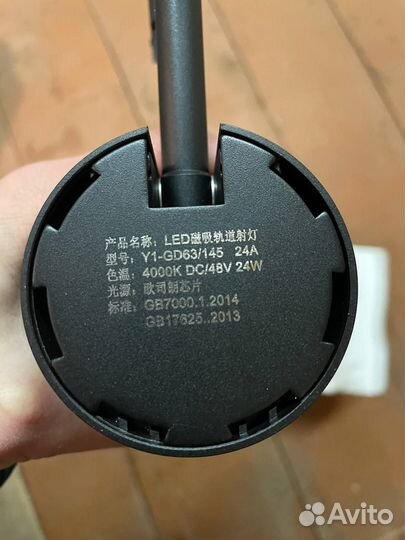 产品名称: LED磁吸轨道射灯
型号: Y1-GD63/145 24A
色温: 4000K DC/48V 24W
光源: 欧司朗芯片
标准: GB7000.1.2014
GB17625..2013
Avito